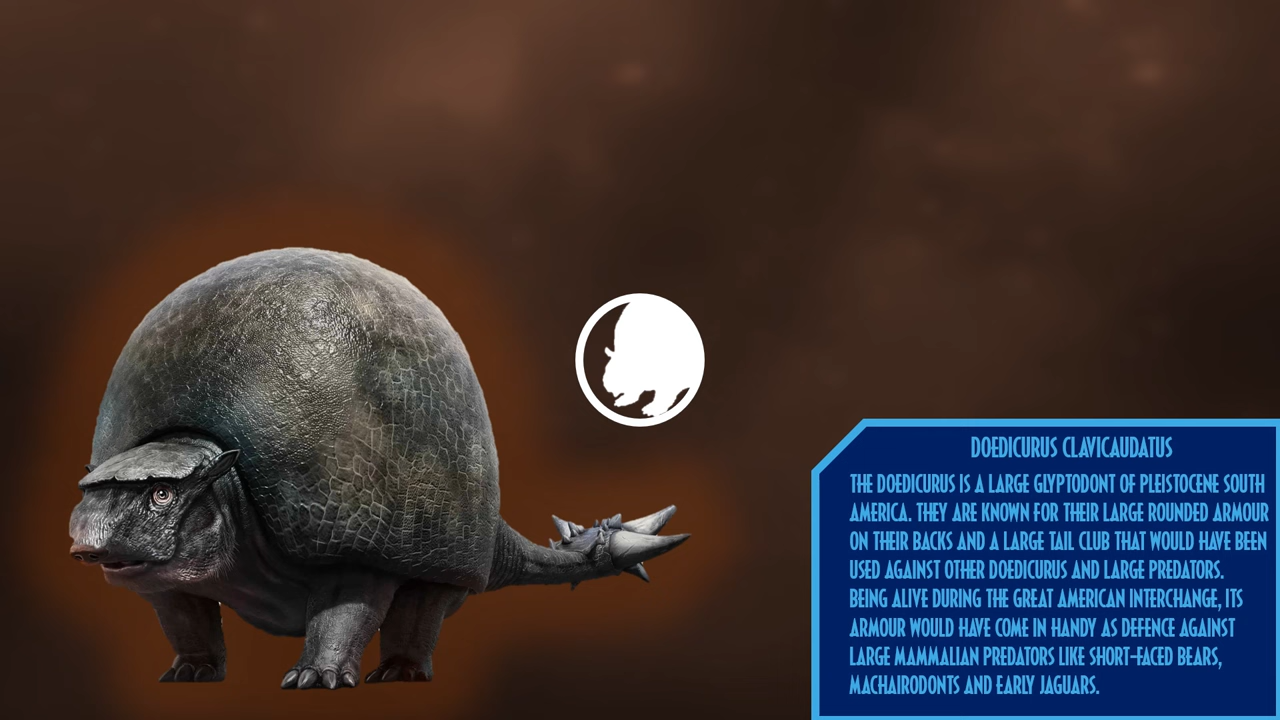 DOEDICURUS CLAVICAUDATUS
THE DOEDICURUS IS A LARGE GLYPTODONT OF PLEISTOCENE SOUTH
AMERICA. THEY ARE KNOWN FOR THEIR LARGE ROUNDED ARMOUR
ON THEIR BACKS AND A LARGE TAIL CLUB THAT WOULD HAVE BEEN
USED AGAINST OTHER DOEDICURUS AND LARGE PREDATORS.
BEING ALIVE DURING THE GREAT AMERICAN INTERCHANGE, ITS
ARMOUR WOULD HAVE COME IN HANDY AS DEFENCE AGAINST
LARGE MAMMALIAN PREDATORS LIKE SHORT-FACED BEARS,
MACHAIRODONTS AND EARLY JAGUARS.